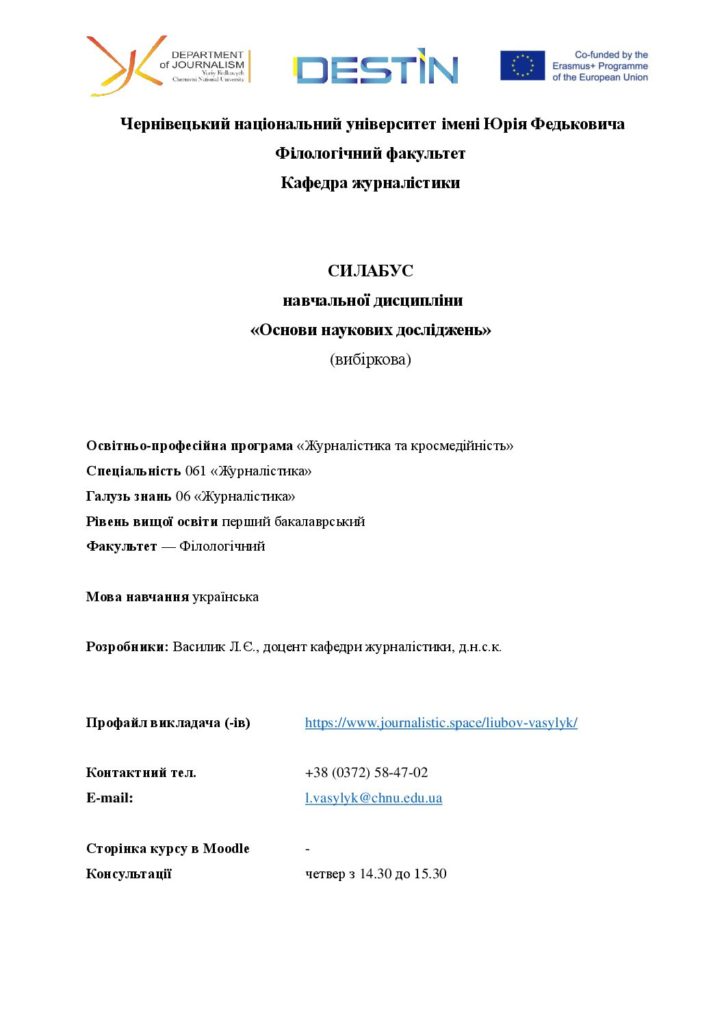 DEPARTMENT
of JOURNALISM
Yuriy Fedkovych
Chernivtsi National University
DESTIN
Co-funded by the
Erasmus+ Programme
of the European Union
Чернівецький національний університет імені Юрія Федьковича
Філологічний факультет
Кафедра журналістики
СИЛАБУС
навчальної дисципліни
«Основи наукових досліджень»
(вибіркова)
Освітньо-професійна програма «Журналістика та кросмедійність»
Спеціальність 061 «Журналістика»
Галузь знань 06 «Журналістика»
Рівень вищої освіти перший бакалаврський
Факультет — Філологічний
Мова навчання українська
Розробники: Василик Л.Є., доцент кафедри журналістики, д.н.с.к.
Профайл викладача (-ів) https://www.journalistic.space/liubov-vasylyk/
Контактний тел. +38 (0372) 58-47-02
E-mail: l.vasylyk@chnu.edu.ua
Сторінка курсу в Moodle -
Консультації четвер з 14.30 до 15.30